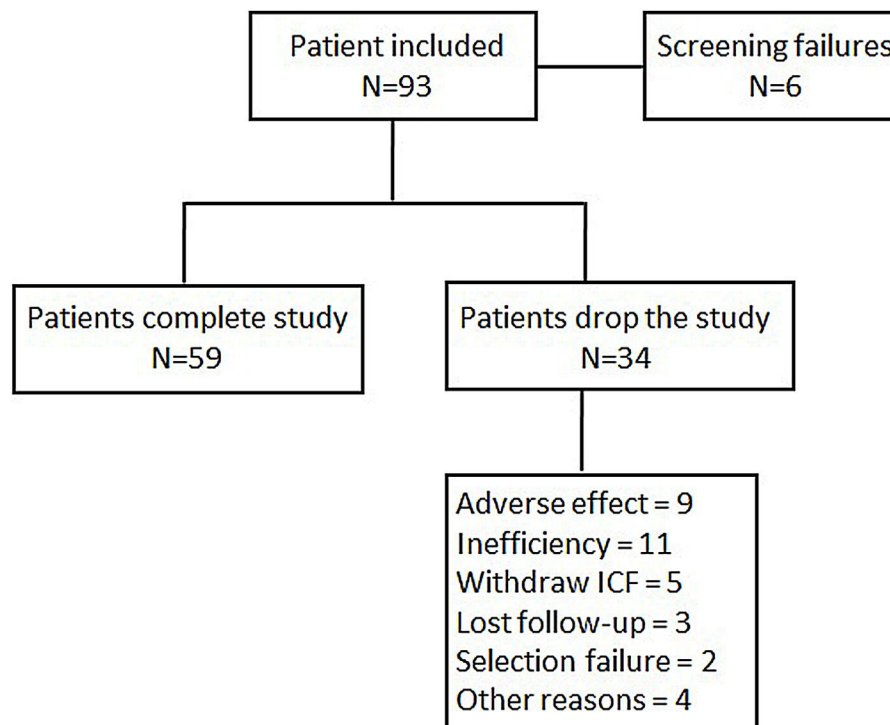 Patient included
N=93
Screening failures
N=6
Patients complete study
N=59
Patients drop the study
N=34
Adverse effect = 9
Inefficiency = 11
Withdraw ICF = 5
Lost follow-up = 3
Selection failure = 2
Other reasons = 4